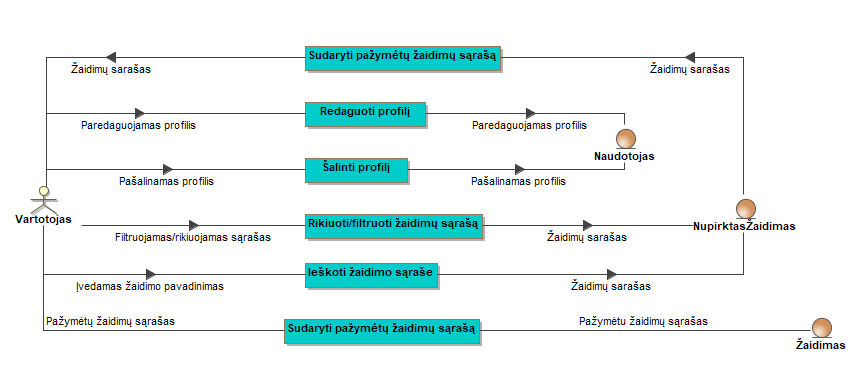 Sudaryti pažymėtų žaidimų sąrašą
Žaidimų sarašas
Žaidimų sarašas
Redaguoti profilį
Paredaguojamas profilis
Paredaguojamas profilis
Naudotojas
Šalinti profilį
Pašalinamas profilis
Pašalinamas profilis
Vartotojas
Rikiuoti/filtruoti žaidimų sąrašą
NupirktasŽaidimas
Filtruojamas/rikiuojamas sąrašas
Žaidimų sarašas
Ieškoti žaidimo sąraše
Įvedamas žaidimo pavadinimas
Žaidimų sarašas
Pažymėtų žaidimų sąrašas
Pažymėtu žaidimų sąrašas
Sudaryti pažymėtų žaidimų sąrašą
Žaidimas